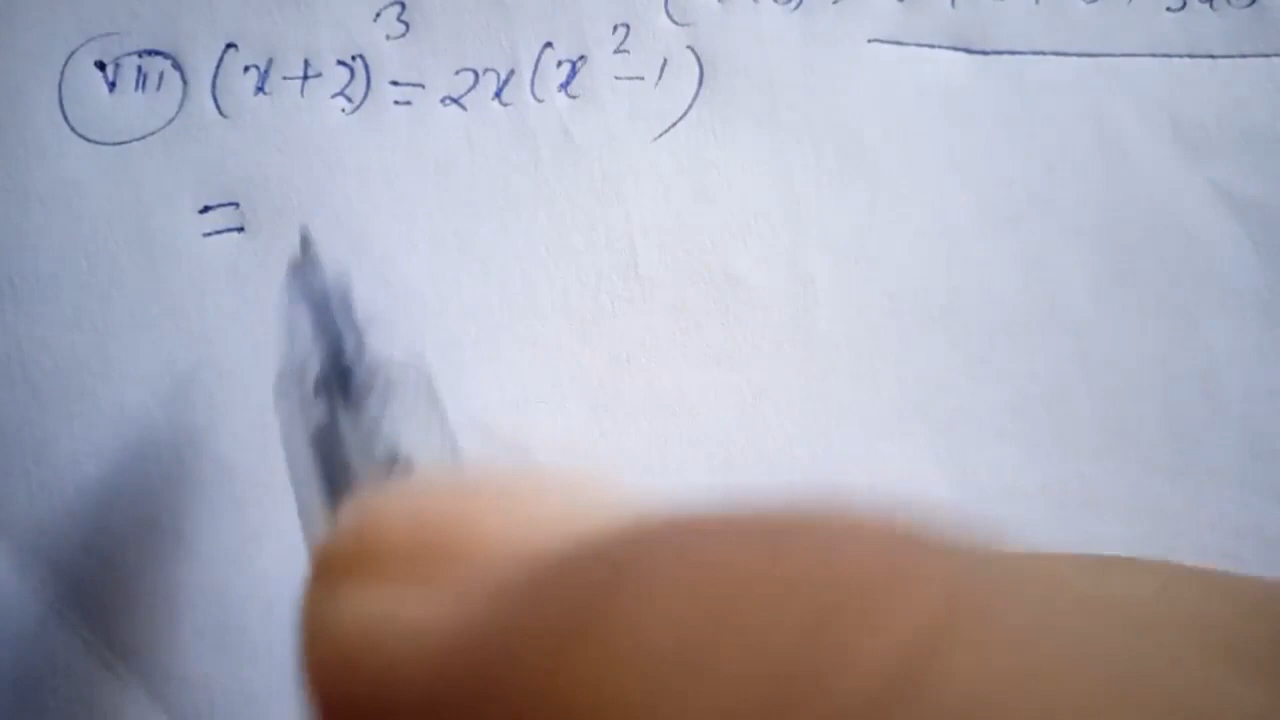 (viii) (x+2)³ = 2x(x²-1)
=